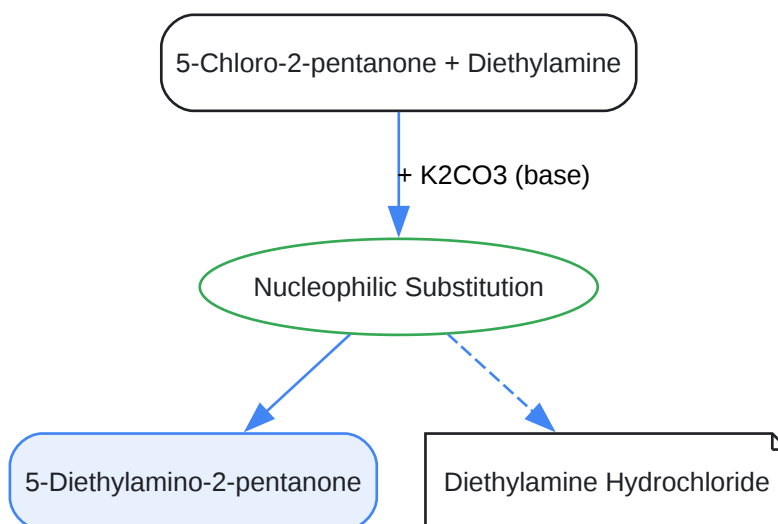 5-Chloro-2-pentanone + Diethylamine
+ K2CO3 (base)
Nucleophilic Substitution
5-Diethylamino-2-pentanone
Diethylamine Hydrochloride